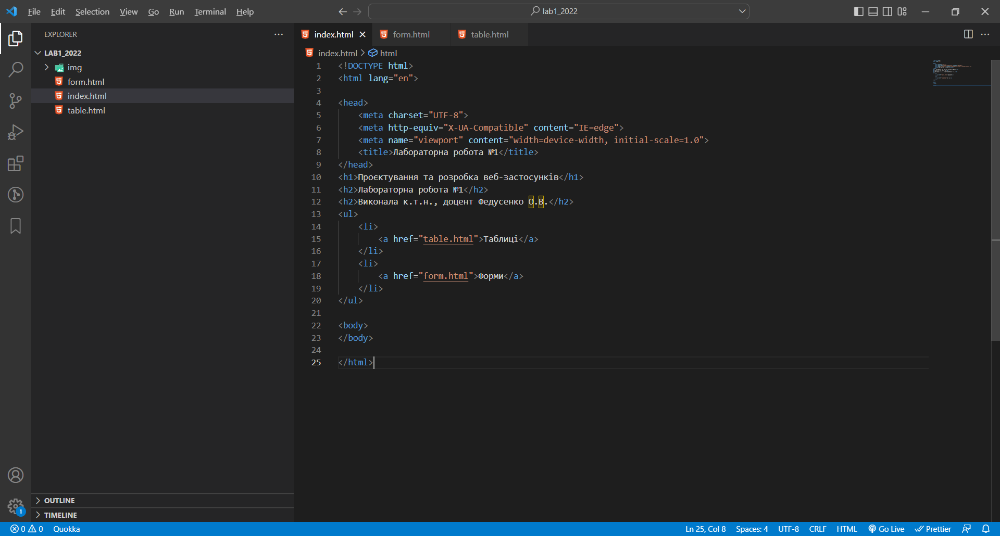 File Edit Selection View Go Run Terminal Help
lab1_2022
EXPLORER
LAB1_2022
img
form.html
index.html
table.html
OUTLINE
TIMELINE
index.html form.html table.html
index.html > html
1 <!DOCTYPE html>
2 <html lang="en">
3
4 <head>
5 <meta charset="UTF-8">
6 <meta http-equiv="X-UA-Compatible" content="IE=edge">
7 <meta name="viewport" content="width=device-width, initial-scale=1.0">
8 <title>Лабораторна робота №1</title>
9 </head>
10 <h1>Проєктування та розробка веб-застосунків</h1>
11 <h2>Лабораторна робота №1</h2>
12 <h2>Виконала к.т.н., доцент Федусенко О.В.</h2>
13 <ul>
14 <li>
15 <a href="table.html">Таблиці</a>
16 </li>
17 <li>
18 <a href="form.html">Форми</a>
19 </li>
20 </ul>
21
22 <body>
23 </body>
24
25 </html>
1
0 0 Quokka
Ln 25, Col 8 Spaces: 4 UTF-8 CRLF HTML Go Live Prettier